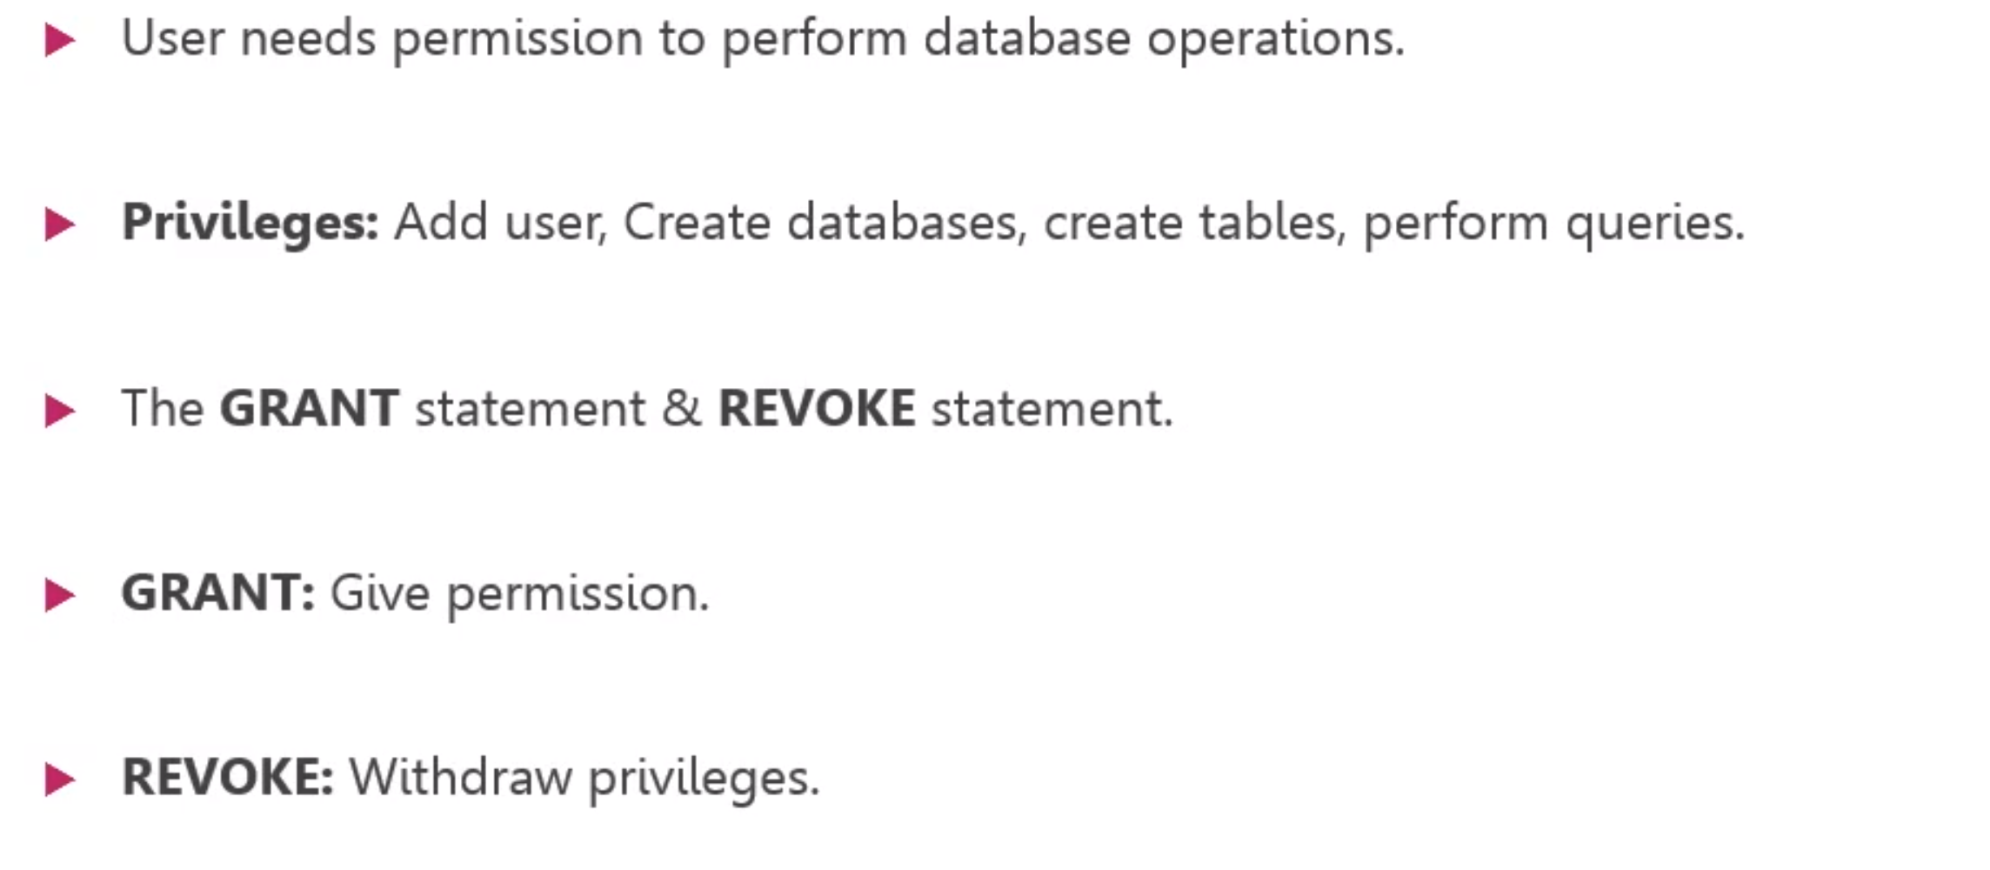 User needs permission to perform database operations.
Privileges: Add user, Create databases, create tables, perform queries.
The GRANT statement & REVOKE statement.
GRANT: Give permission.
REVOKE: Withdraw privileges.